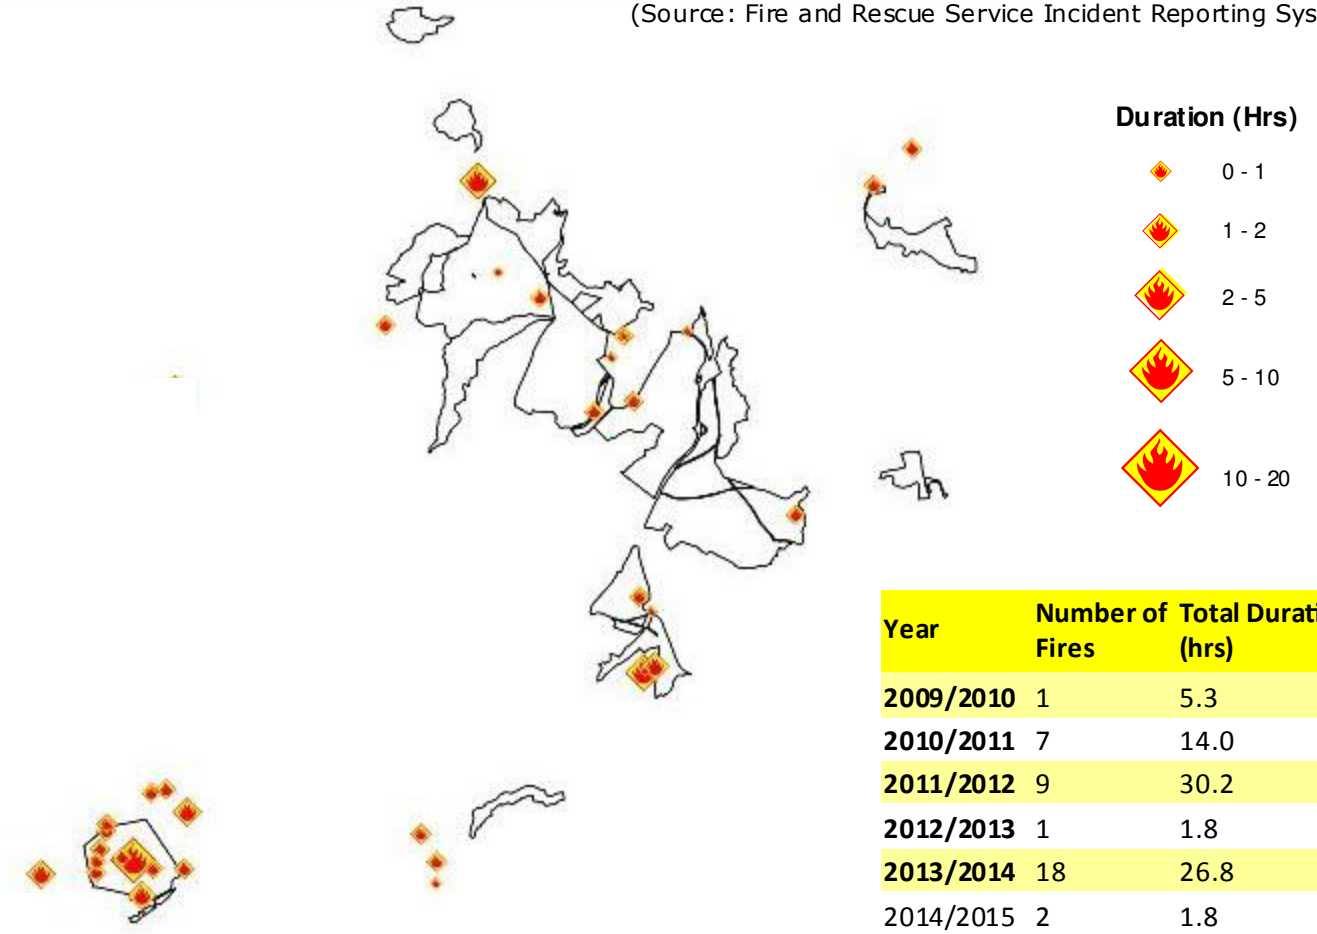 (Source: Fire and Rescue Service Incident Reporting Sys
Duration (Hrs)
0 - 1
1 - 2
2 - 5
5 - 10
10 - 20
Year Number of Fires Total Durati (hrs)
2009/2010 1 5.3
2010/2011 7 14.0
2011/2012 9 30.2
2012/2013 1 1.8
2013/2014 18 26.8
2014/2015 2 1.8